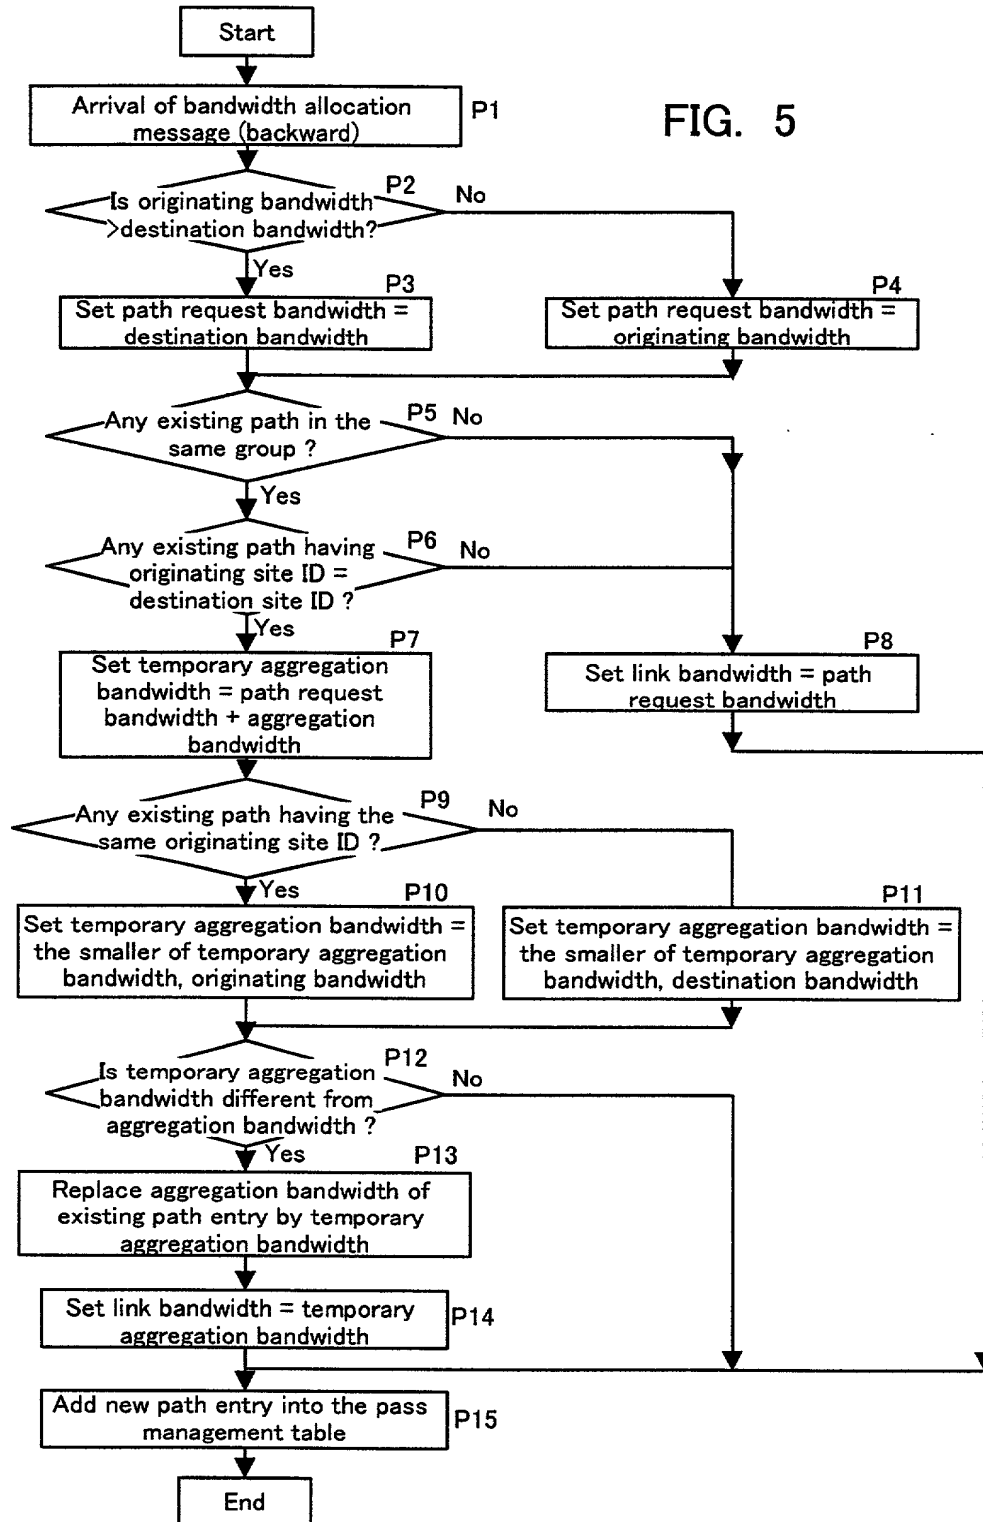 Start
Arrival of bandwidth allocation
message (backward)
P1
FIG. 5
P2
Is originating bandwidth
>destination bandwidth?
No
Yes
P3
Set path request bandwidth =
destination bandwidth
P4
Set path request bandwidth =
originating bandwidth
P5
Any existing path in the
same group ?
No
Yes
P6
Any existing path having
originating site ID =
destination site ID ?
No
Yes
P7
Set temporary aggregation
bandwidth = path request
bandwidth + aggregation
bandwidth
P8
Set link bandwidth = path
request bandwidth
P9
Any existing path having the
same originating site ID ?
No
Yes
P10
Set temporary aggregation bandwidth =
the smaller of temporary aggregation
bandwidth, originating bandwidth
P11
Set temporary aggregation bandwidth =
the smaller of temporary aggregation
bandwidth, destination bandwidth
P12
Is temporary aggregation
bandwidth different from
aggregation bandwidth ?
No
Yes
P13
Replace aggregation bandwidth of
existing path entry by temporary
aggregation bandwidth
Set link bandwidth = temporary
aggregation bandwidth
P14
Add new path entry into the pass
management table
P15
End